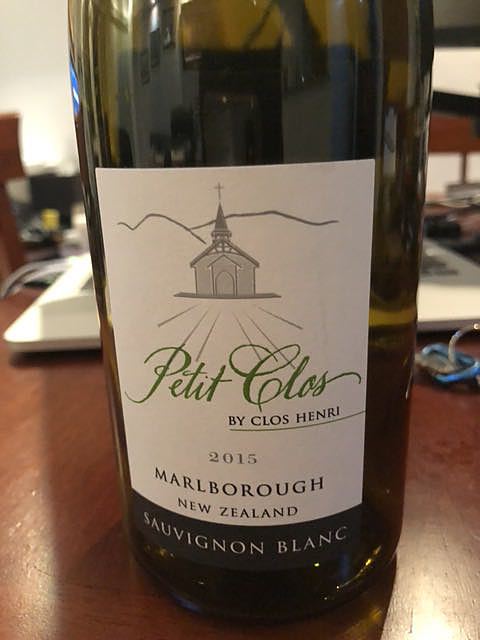 Petit Clos
BY CLOS HENRI
2015
MARLBOROUGH
NEW ZEALAND
SAUVIGNON BLANC